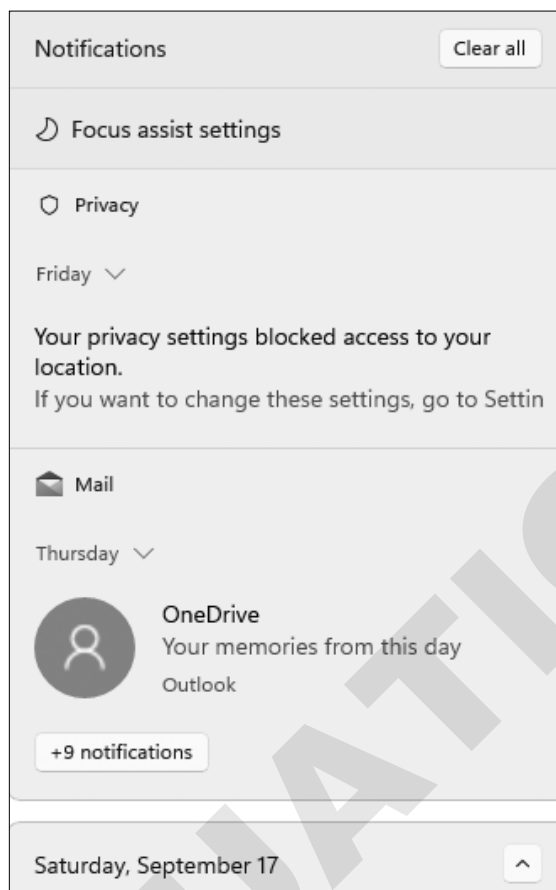 Notifications
Clear all
Focus assist settings
Privacy
Friday
Your privacy settings blocked access to your
location.
If you want to change these settings, go to Settin
Mail
Thursday
OneDrive
Your memories from this day
Outlook
+9 notifications
Saturday, September 17